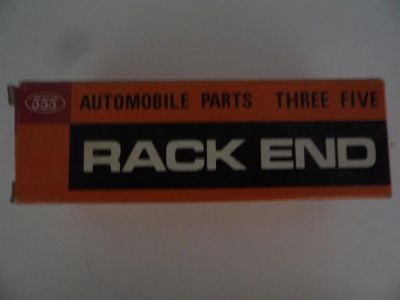 555
AUTOMOBILE PARTS THREE FIVE
RACK END